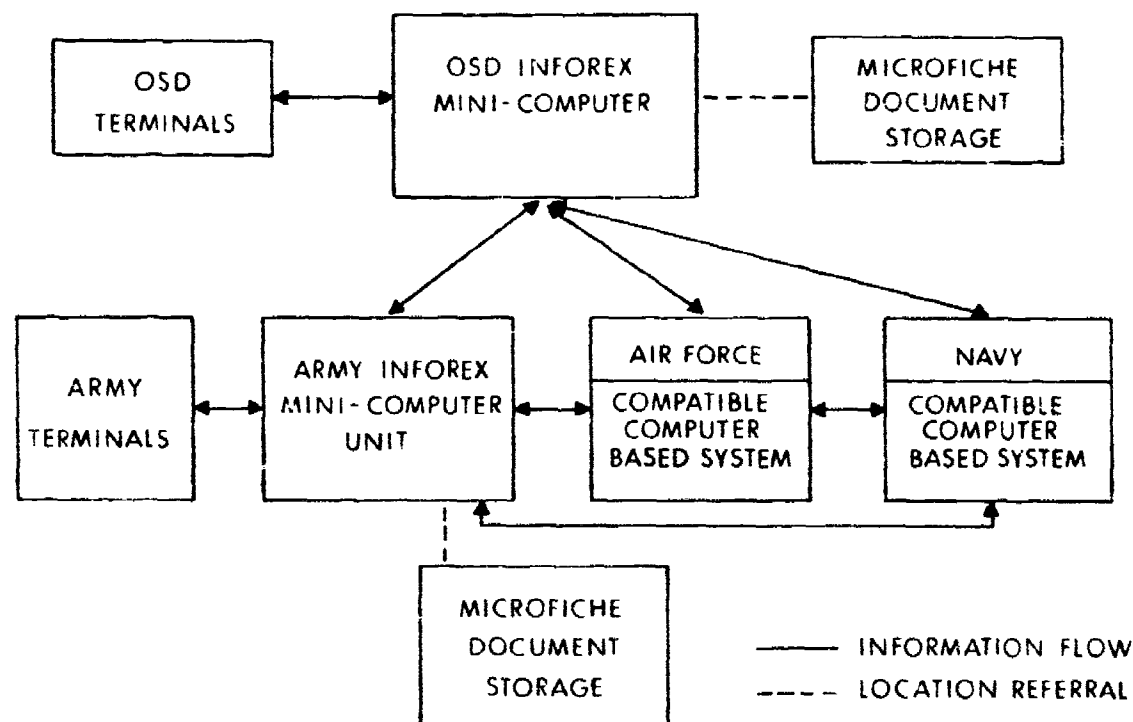 OSD
TERMINALS
OSD INFOREX
MINI-COMPUTER
MICROFICHE
DOCUMENT
STORAGE
ARMY
TERMINALS
ARMY INFOREX
MINI-COMPUTER
UNIT
AIR FORCE
COMPATIBLE
COMPUTER
BASED SYSTEM
NAVY
COMPATIBLE
COMPUTER
BASED SYSTEM
MICROFICHE
DOCUMENT
STORAGE
INFORMATION FLOW
LOCATION REFERRAL